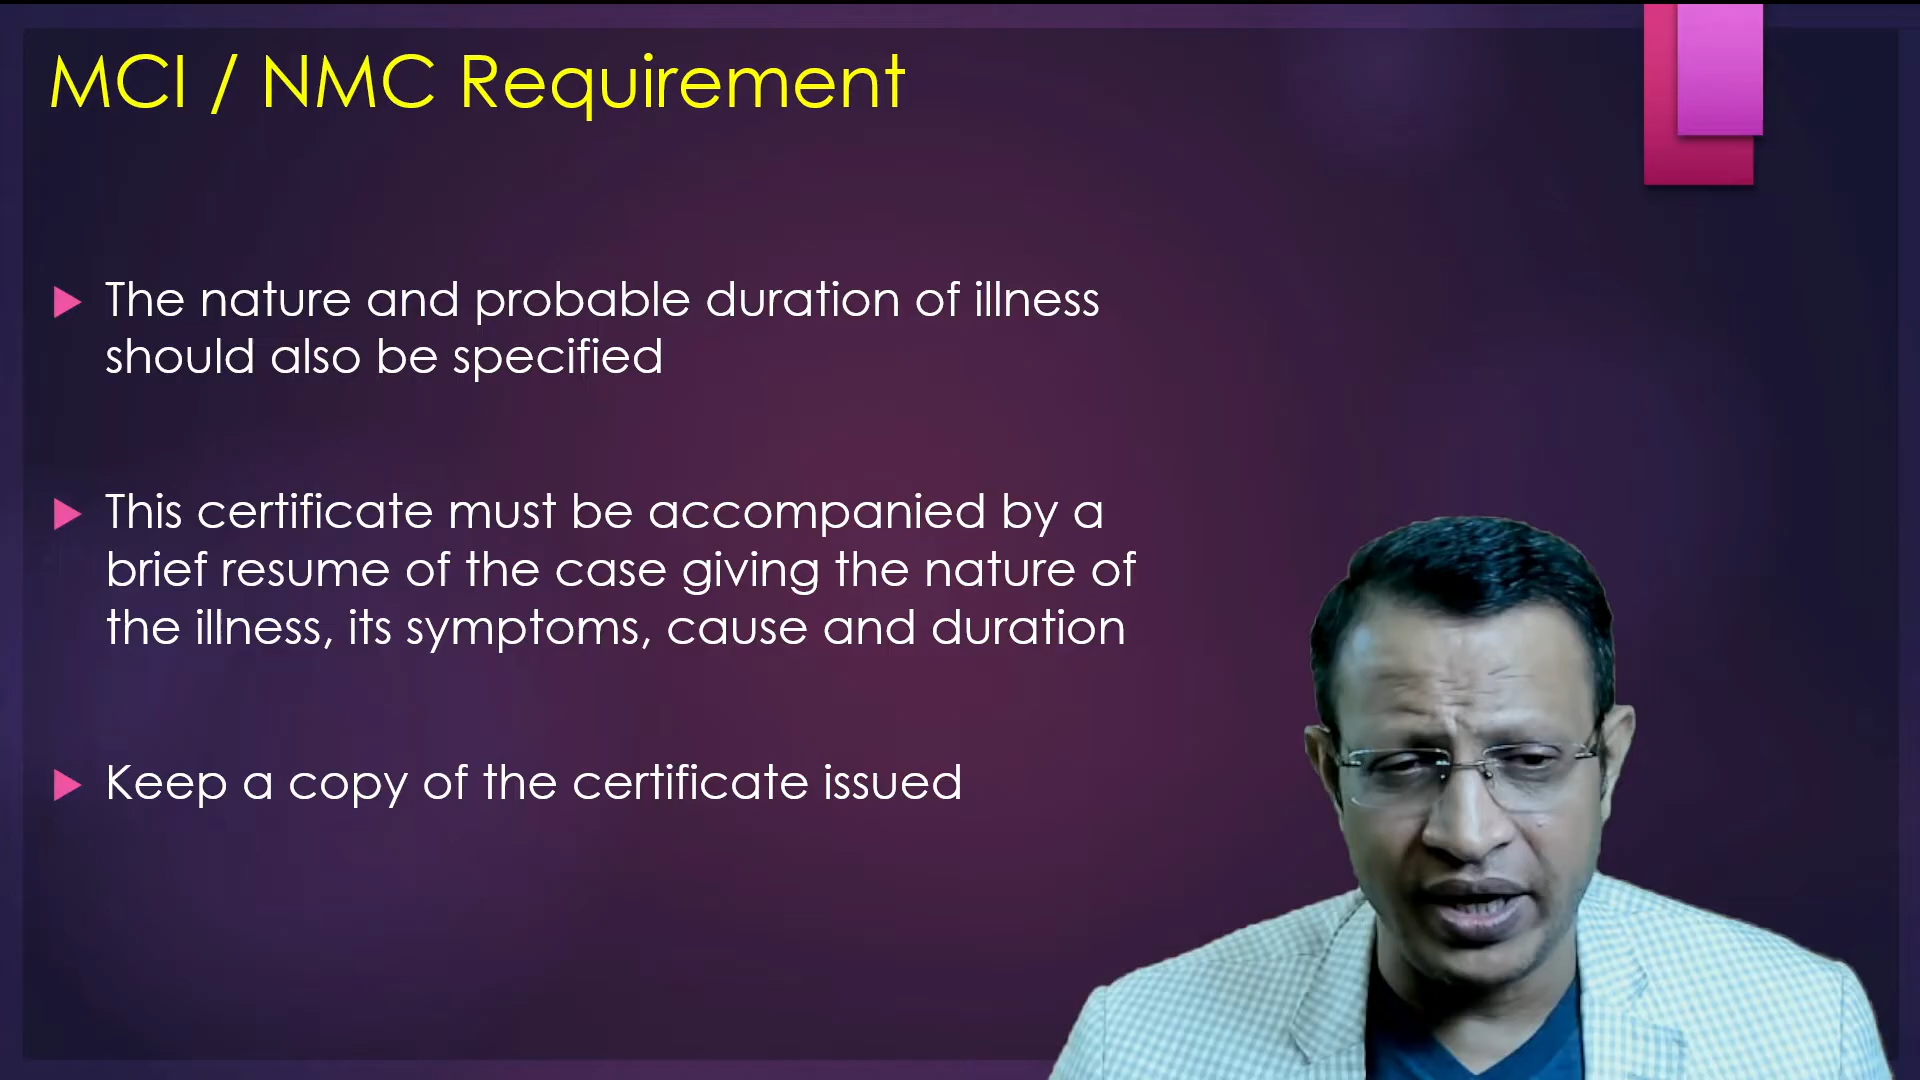 MCI / NMC Requirement
The nature and probable duration of illness
should also be specified
This certificate must be accompanied by a
brief resume of the case giving the nature of
the illness, its symptoms, cause and duration
Keep a copy of the certificate issued